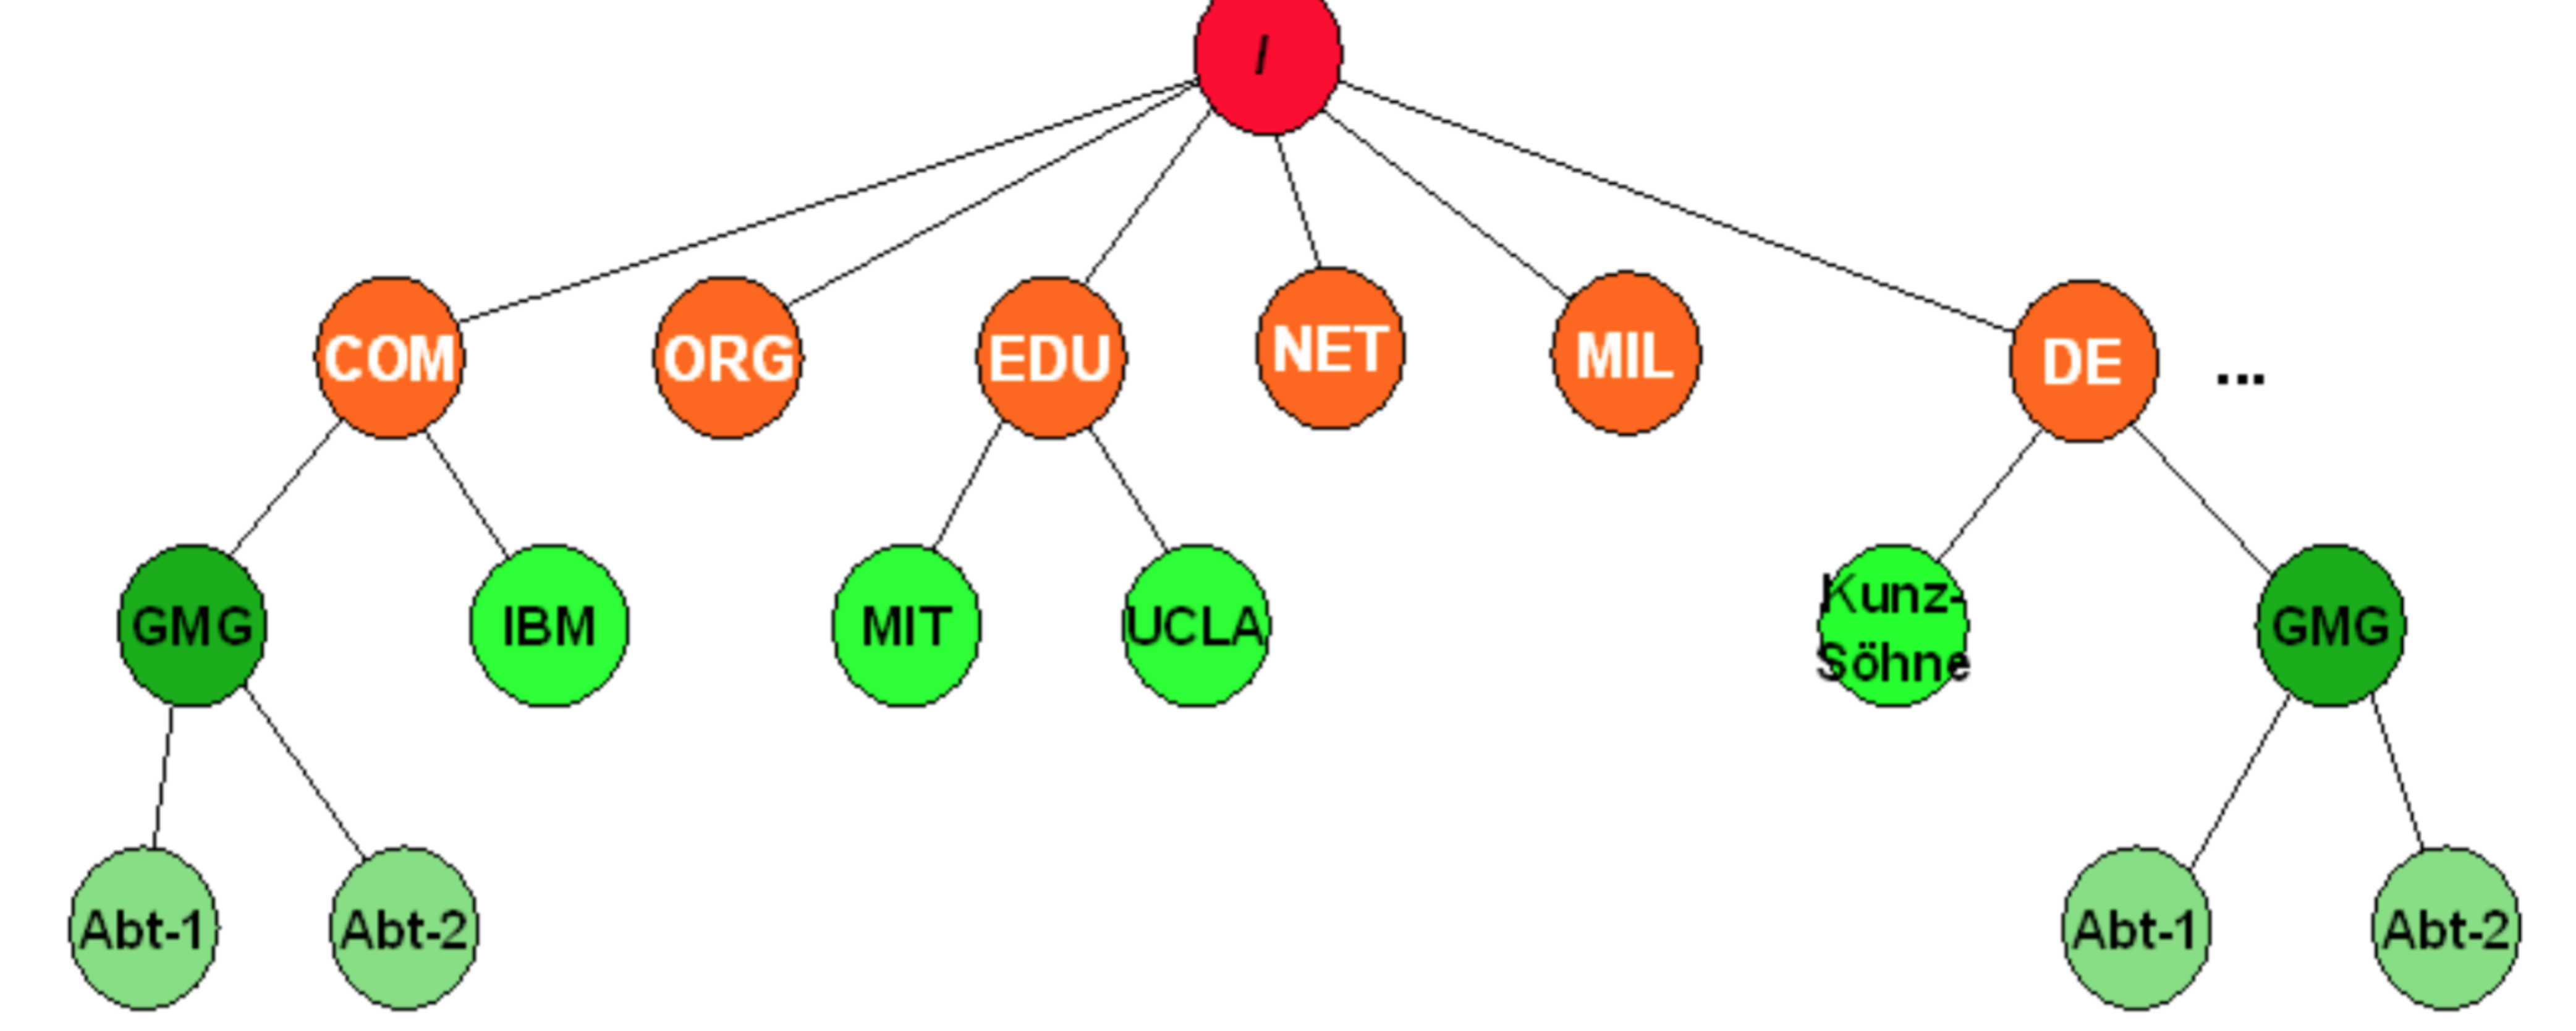 /
COM ORG EDU NET MIL DE ...
GMG IBM MIT UCLA Kunz-
Söhne GMG
Abt-1 Abt-2 Abt-1 Abt-2